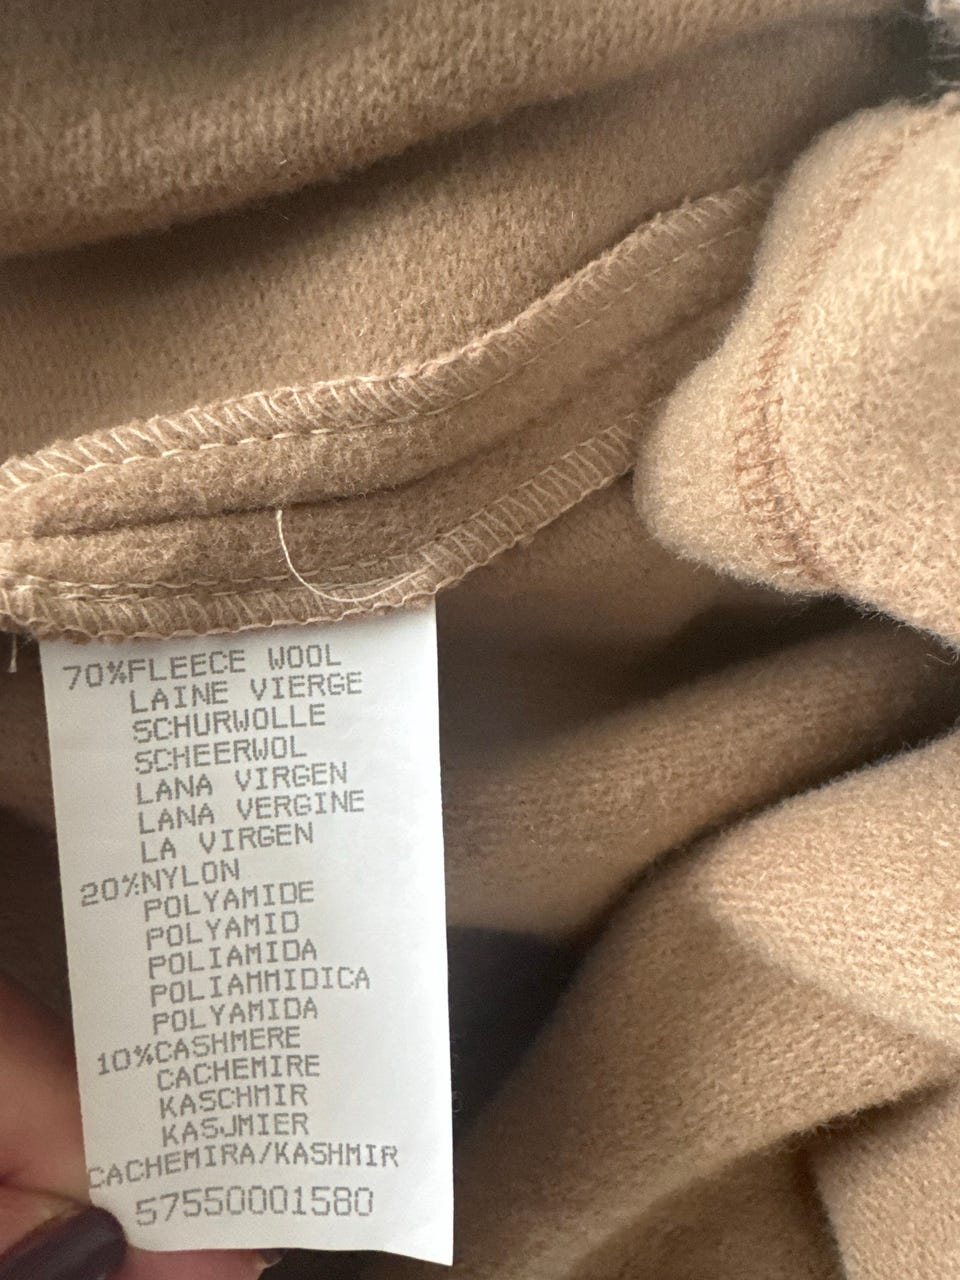 70%FLEECE WOOL
LAINE VIERGE
SCHURWOLLE
SCHEERWOL
LANA VIRGEN
LANA VERGINE
LA VIRGEN
20%NYLON
POLYAMIDE
POLYAMID
POLIAMIDA
POLIAMMIDICA
POLYAMIDA
10%CASHMERE
CACHEMIRE
KASCHMIR
KASJMIER
CACHEMIRA/KASHMIR
57550001580